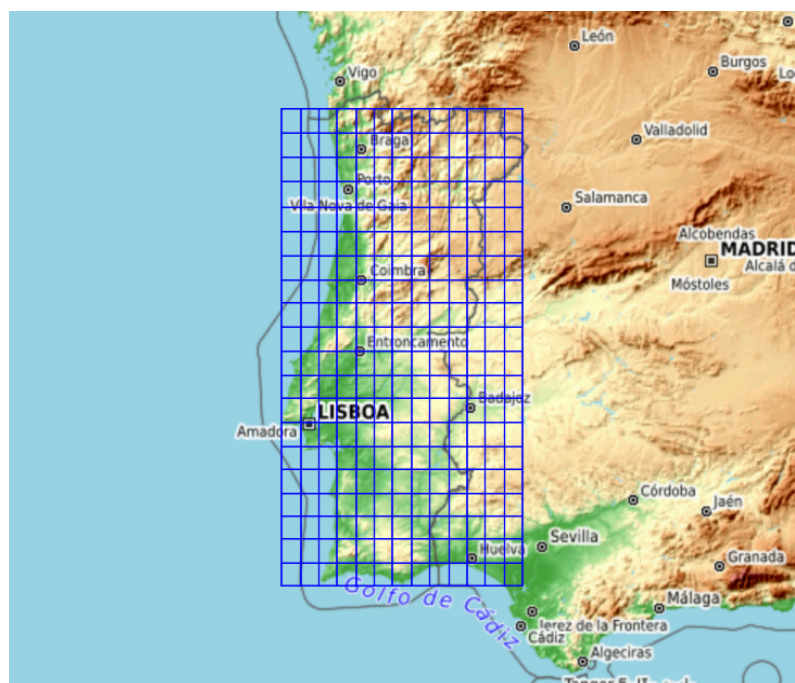 León
Burgos
Lo
Vigo
Valladolid
Braga
Porto
Vila Nova de Gaia
Salamanca
Alcobendas
MADRID
Alcalá d
Móstoles
Coimbra
Entroncamento
Badajoz
LISBOA
Amadora
Córdoba
Jaén
Sevilla
Huelva
Granada
Golfo de Cádiz
Málaga
Jerez de la Frontera
Cádiz
Algeciras